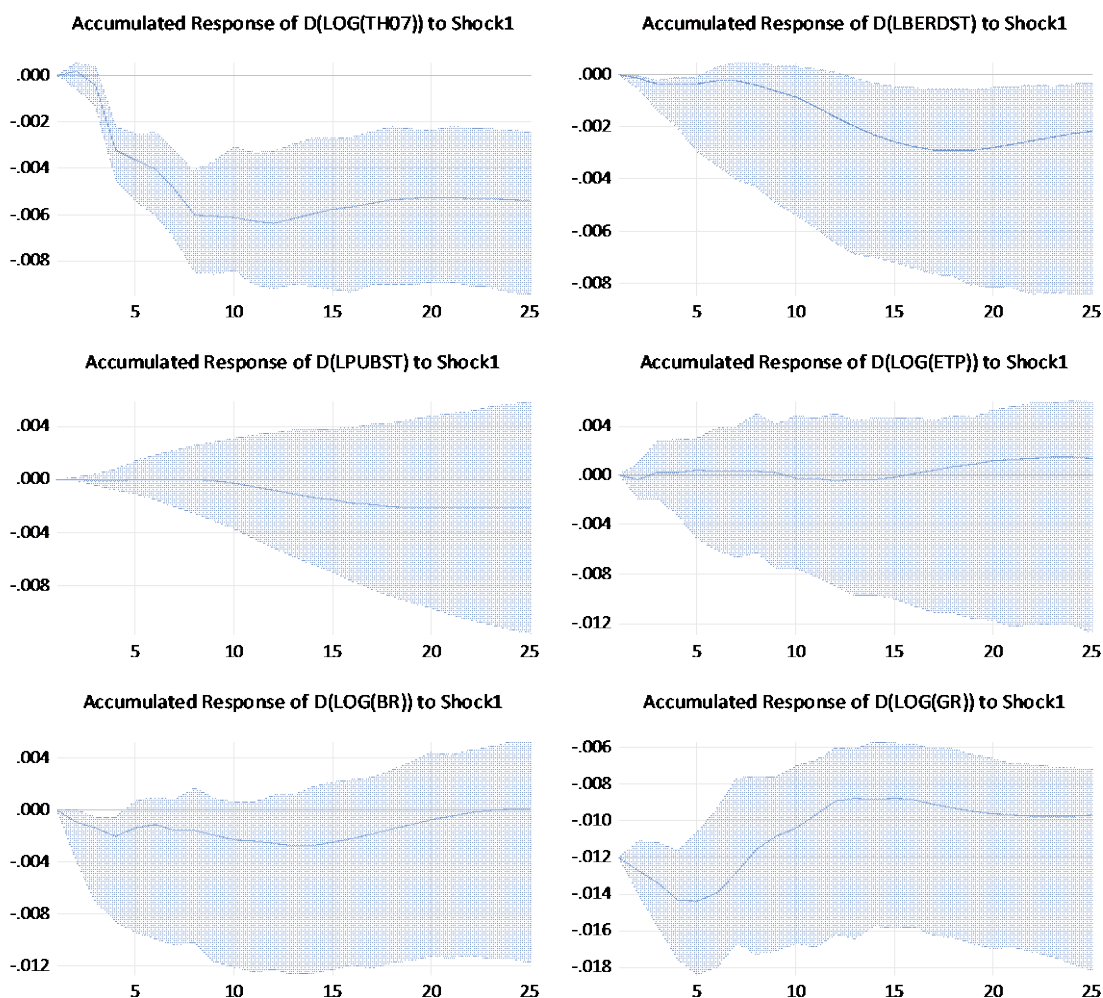 Accumulated Response of D(LOG(TH07)) to Shock1
.000
-.002
-.004
-.006
-.008
5 10 15 20 25
Accumulated Response of D(LBERDST) to Shock1
.000
-.002
-.004
-.006
-.008
5 10 15 20 25
Accumulated Response of D(LPUBST) to Shock1
.004
.000
-.004
-.008
5 10 15 20 25
Accumulated Response of D(LOG(ETP)) to Shock1
.004
.000
-.004
-.008
-.012
5 10 15 20 25
Accumulated Response of D(LOG(BR)) to Shock1
.004
.000
-.004
-.008
-.012
5 10 15 20 25
Accumulated Response of D(LOG(GR)) to Shock1
-.006
-.008
-.010
-.012
-.014
-.016
-.018
5 10 15 20 25